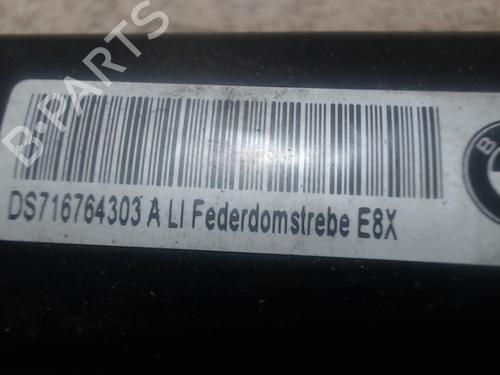 B-PARTS
DS716764303 A LI Federdomstrebe E8X
B